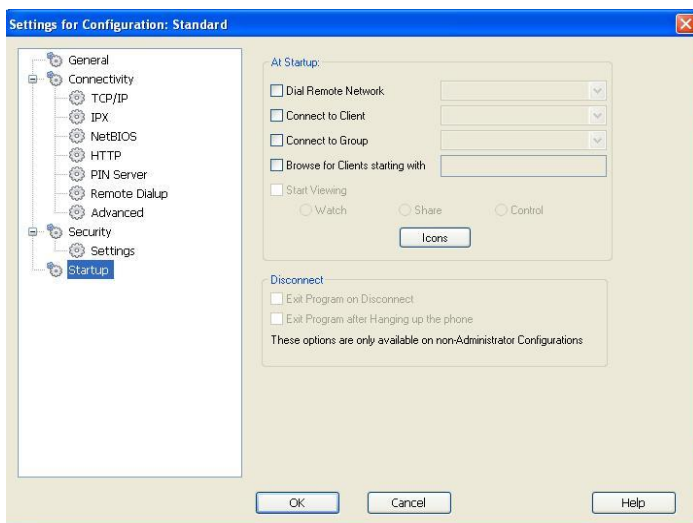 Settings for Configuration: Standard
General
Connectivity
TCP/IP
IPX
NetBIOS
HTTP
PIN Server
Remote Dialup
Advanced
Security
Settings
Startup
At Startup:
Dial Remote Network
Connect to Client
Connect to Group
Browse for Clients starting with
Start Viewing
Watch Share Control
Icons
Disconnect
Exit Program on Disconnect
Exit Program after Hanging up the phone
These options are only available on non-Administrator Configurations
OK Cancel Help